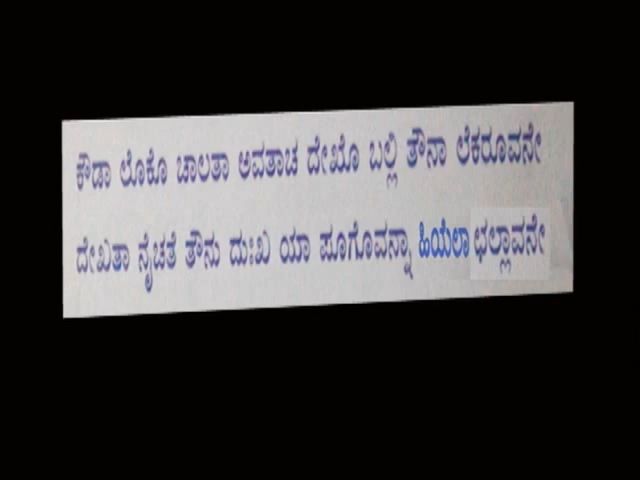 ಕೌಡಾ ಲೊಕೊ ಚಾಲತಾ ಅವತಾಚ ದೇಖೊ ಬಲ್ಲಿ ತೌನಾ ಲೆಕರೂವನೇ
ದೇಖತಾ ನೈಚತೆ ತೌನು ದುಃಖ ಯಾ ಪೂಗೊವನ್ನಾ ಹಿಯೆಲಾ ಛಲ್ಲಾವನೇ